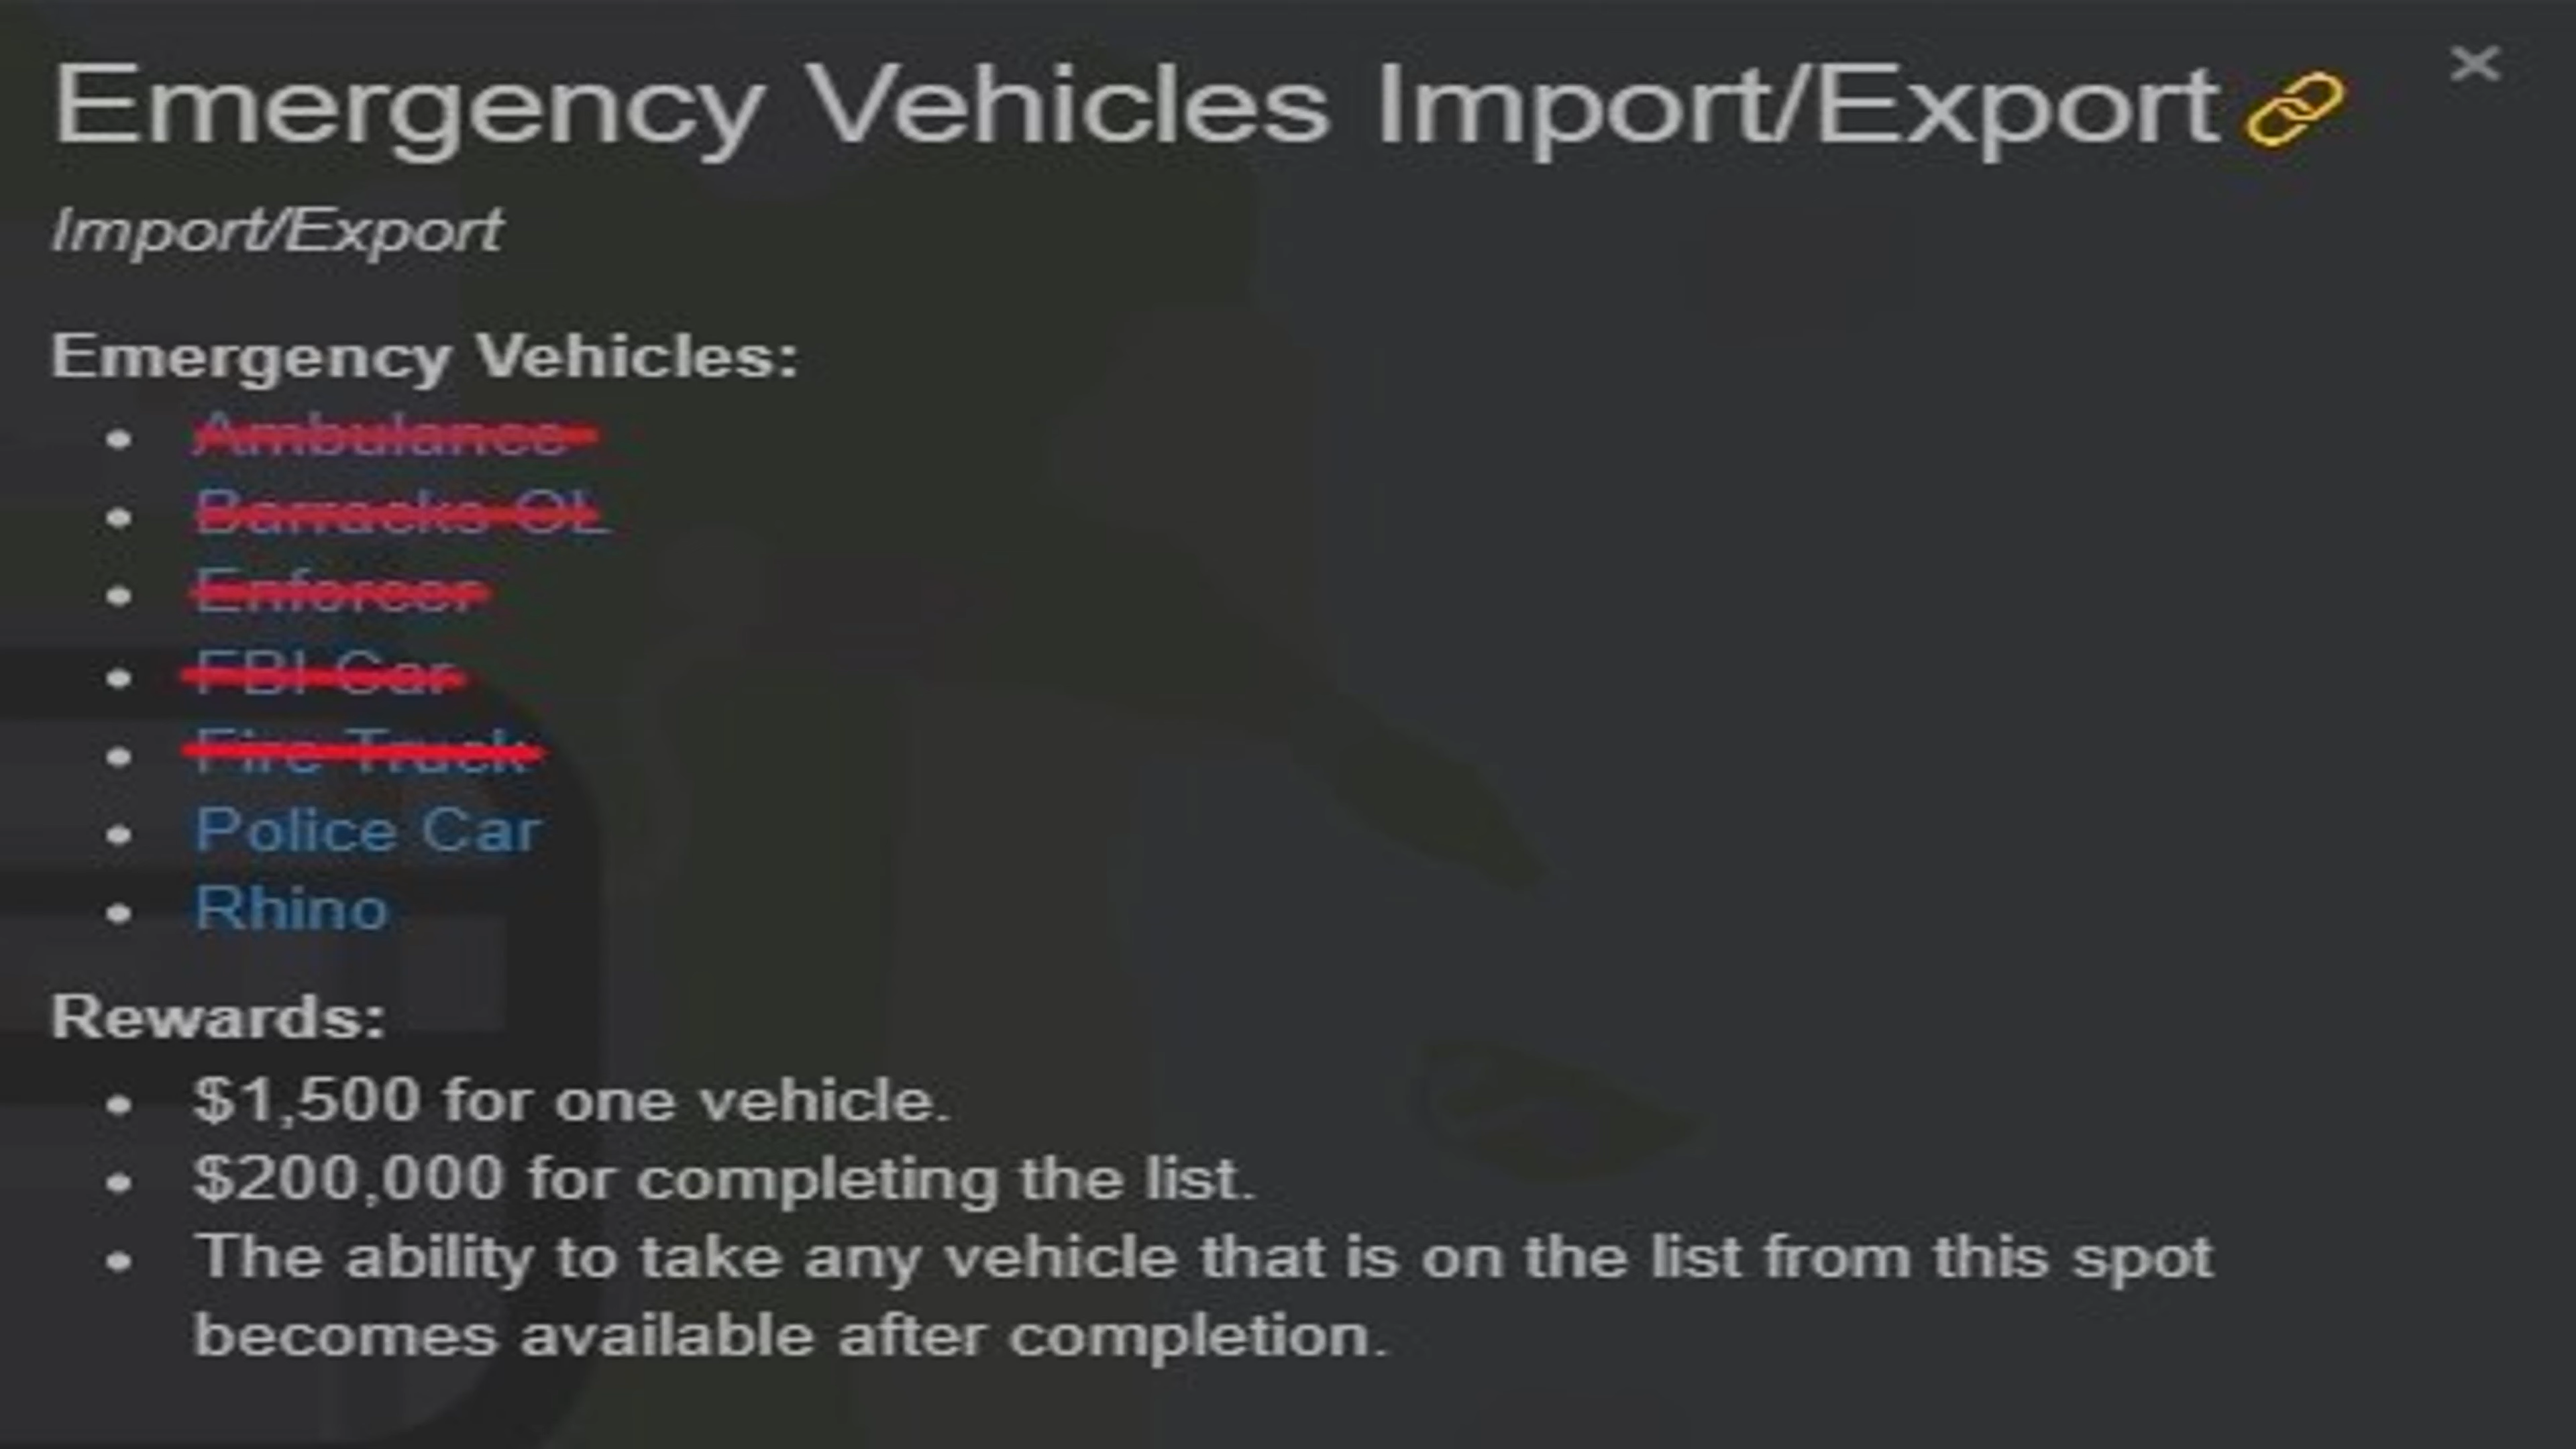 Emergency Vehicles Import/Export
Import/Export
Emergency Vehicles:
Ambulance
Barracks OL
Enforcer
FBI Car
Fire Truck
Police Car
Rhino
Rewards:
$1,500 for one vehicle.
$200,000 for completing the list.
The ability to take any vehicle that is on the list from this spot
becomes available after completion.